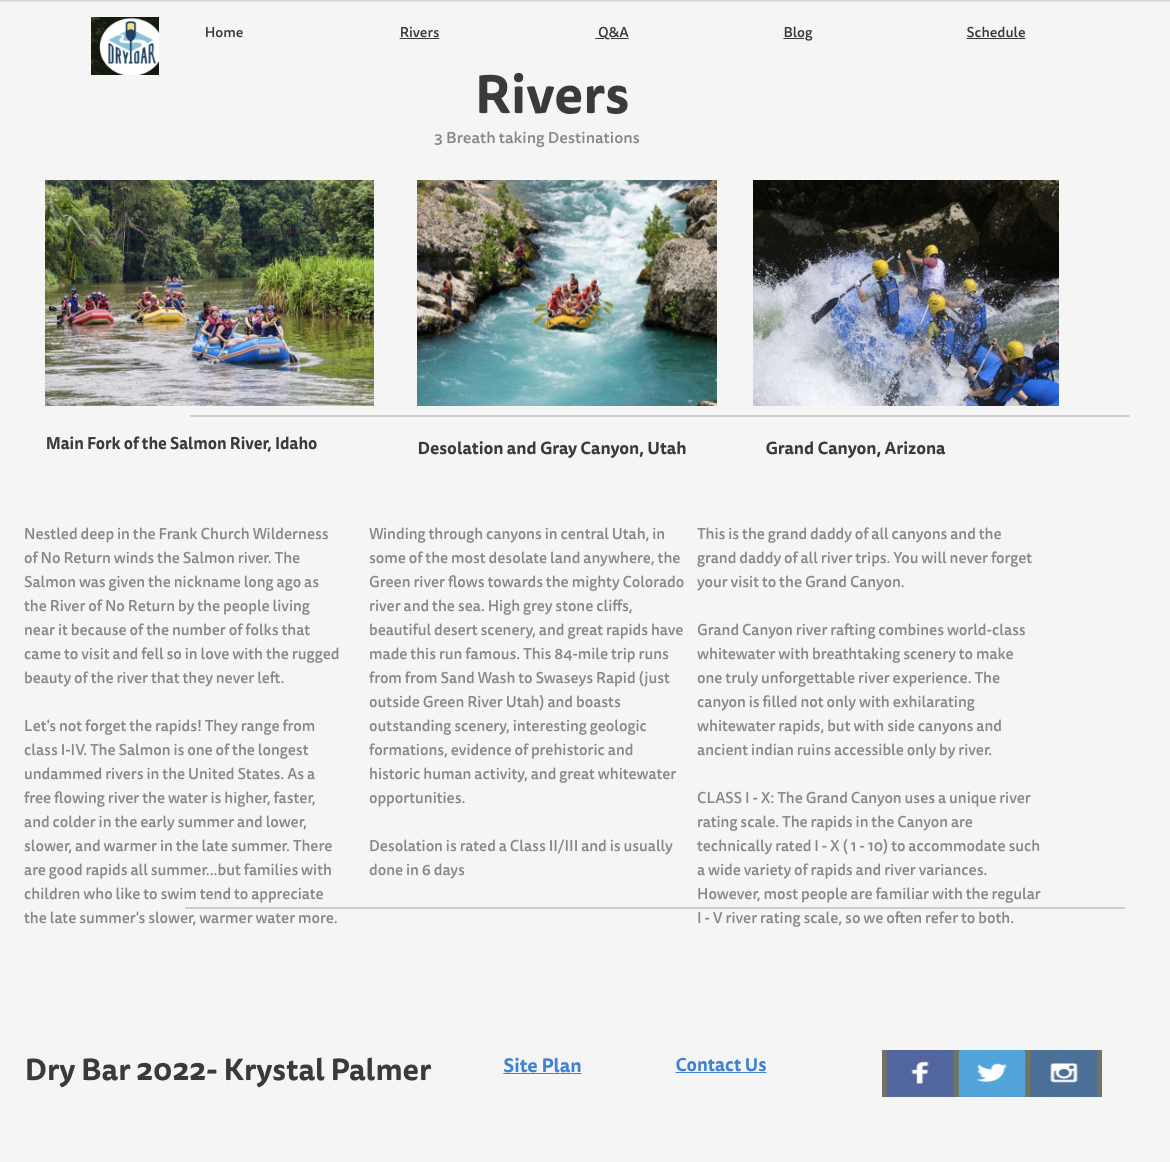 DRYOAR
Home
Rivers
Q&A
Blog
Schedule
Rivers
3 Breath taking Destinations
Main Fork of the Salmon River, Idaho
Desolation and Gray Canyon, Utah
Grand Canyon, Arizona
Nestled deep in the Frank Church Wilderness
of No Return winds the Salmon river. The
Salmon was given the nickname long ago as
the River of No Return by the people living
near it because of the number of folks that
came to visit and fell so in love with the rugged
beauty of the river that they never left.
Let's not forget the rapids! They range from
class I-IV. The Salmon is one of the longest
undammed rivers in the United States. As a
free flowing river the water is higher, faster,
and colder in the early summer and lower,
slower, and warmer in the late summer. There
are good rapids all summer...but families with
children who like to swim tend to appreciate
the late summer's slower, warmer water more.
Winding through canyons in central Utah, in
some of the most desolate land anywhere, the
Green river flows towards the mighty Colorado
river and the sea. High grey stone cliffs,
beautiful desert scenery, and great rapids have
made this run famous. This 84-mile trip runs
from from Sand Wash to Swaseys Rapid (just
outside Green River Utah) and boasts
outstanding scenery, interesting geologic
formations, evidence of prehistoric and
historic human activity, and great whitewater
opportunities.
Desolation is rated a Class II/III and is usually
done in 6 days
This is the grand daddy of all canyons and the
grand daddy of all river trips. You will never forget
your visit to the Grand Canyon.
Grand Canyon river rafting combines world-class
whitewater with breathtaking scenery to make
one truly unforgettable river experience. The
canyon is filled not only with exhilarating
whitewater rapids, but with side canyons and
ancient indian ruins accessible only by river.
CLASS I - X: The Grand Canyon uses a unique river
rating scale. The rapids in the Canyon are
technically rated I - X ( 1 - 10) to accommodate such
a wide variety of rapids and river variances.
However, most people are familiar with the regular
I - V river rating scale, so we often refer to both.
Dry Bar 2022- Krystal Palmer
Site Plan
Contact Us